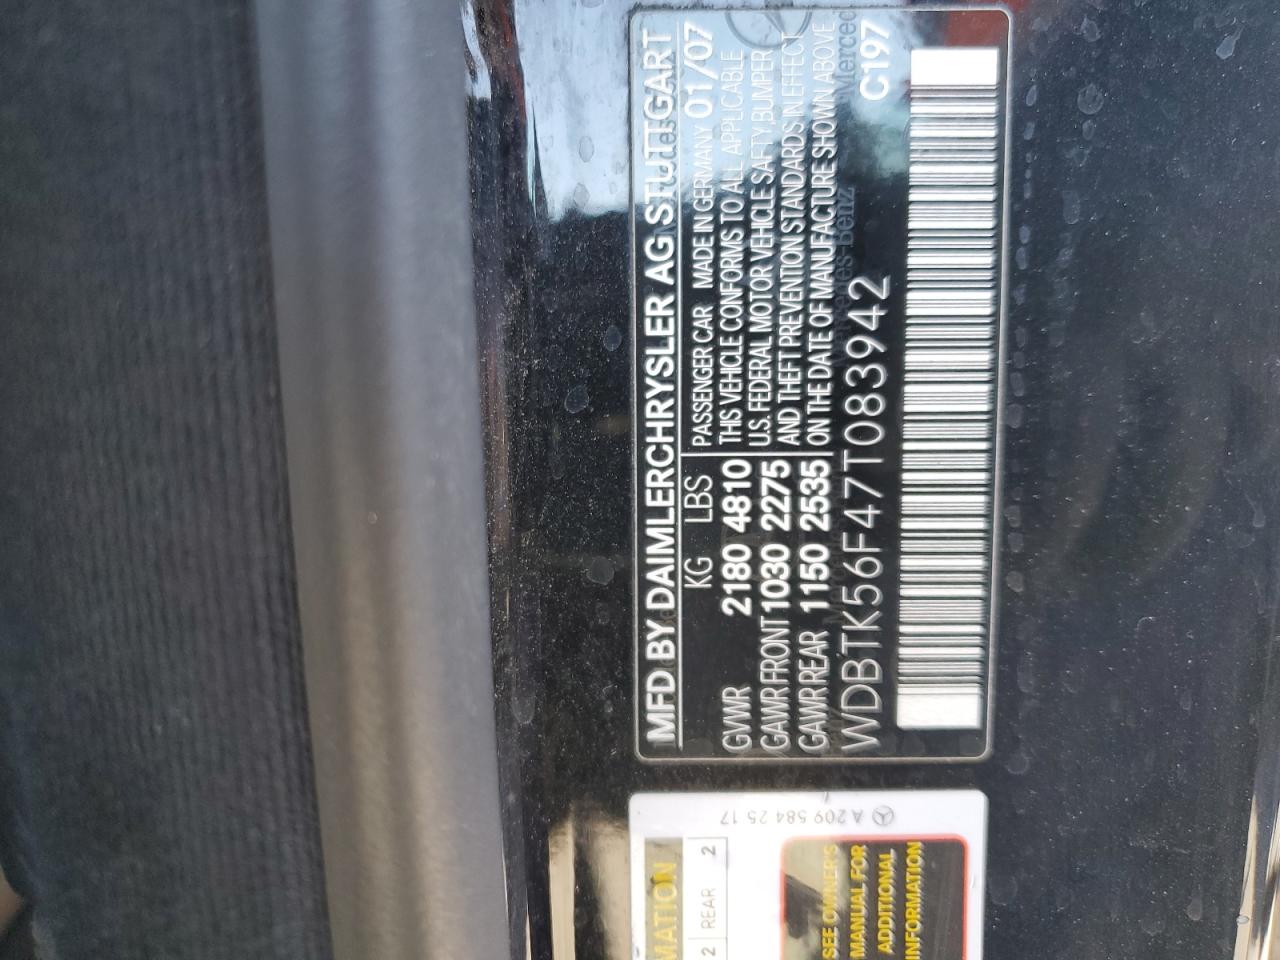 MFD BY DAIMLERCHRYSLER AG STUTTGART
KG LBS
GVWR 2180 4810
GAWR FRONT 1030 2275
GAWR REAR 1150 2535
PASSENGER CAR MADE IN GERMANY 01/07
THIS VEHICLE CONFORMS TO ALL APPLICABLE
U.S. FEDERAL MOTOR VEHICLE SAFTY, BUMPER
AND THEFT PREVENTION STANDARDS IN EFFECT
ON THE DATE OF MANUFACTURE SHOWN ABOVE
WDBTK56F47T083942
C197
A 209 584 25 17
MATION
2 REAR 2
SEE OWNER'S
MANUAL FOR
ADDITIONAL
INFORMATION